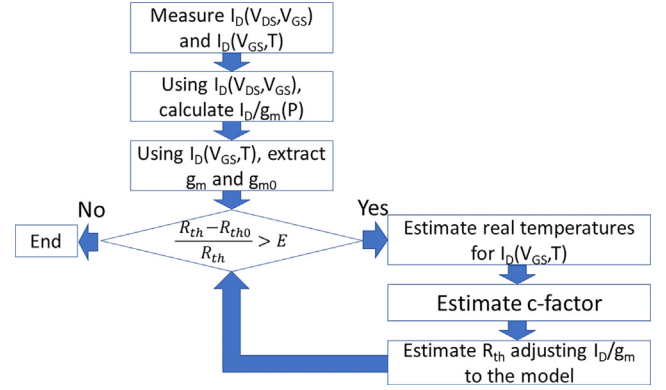 Measure I_D(V_DS,V_GS)
and I_D(V_GS,T)
Using I_D(V_DS,V_GS),
calculate I_D/g_m(P)
Using I_D(V_GS,T), extract
g_m and g_m0
No
Yes
End
(R_th−R_th0)/R_th > E
Estimate real temperatures
for I_D(V_GS,T)
Estimate c-factor
Estimate R_th adjusting I_D/g_m
to the model